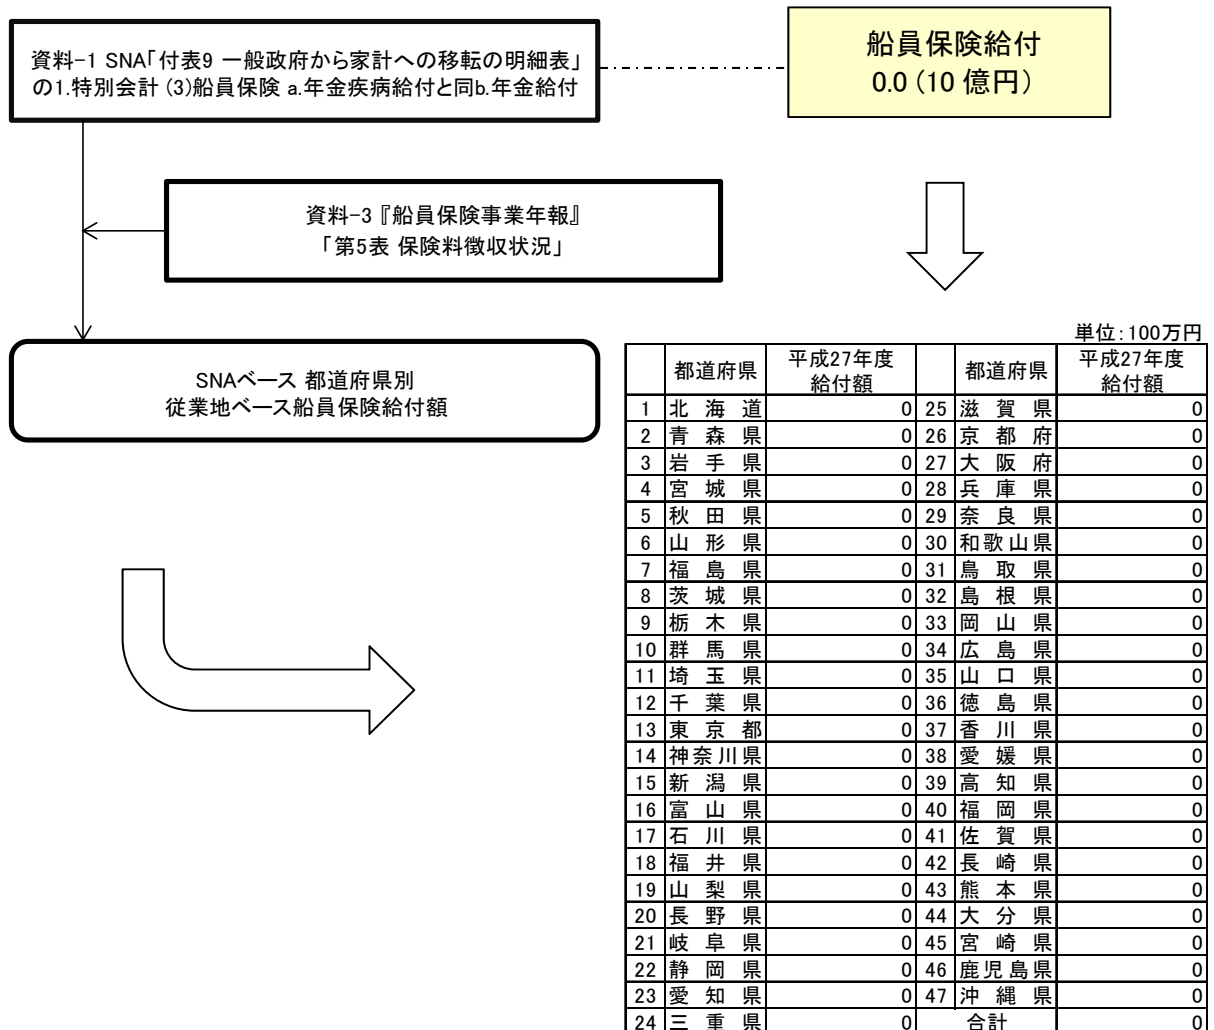 資料-1 SNA「付表9 一般政府から家計への移転の明細表」
の1.特別会計 (3)船員保険 a.年金疾病給付と同b.年金給付
船員保険給付
0.0 (10 億円)
資料-3 『船員保険事業年報』
「第5表 保険料徴収状況」
SNAベース 都道府県別
従業地ベース船員保険給付額
単位:100万円
都道府県 平成27年度 給付額 都道府県 平成27年度 給付額
1 北海道 0 25 滋賀県 0
2 青森県 0 26 京都府 0
3 岩手県 0 27 大阪府 0
4 宮城県 0 28 兵庫県 0
5 秋田県 0 29 奈良県 0
6 山形県 0 30 和歌山県 0
7 福島県 0 31 鳥取県 0
8 茨城県 0 32 島根県 0
9 栃木県 0 33 岡山県 0
10 群馬県 0 34 広島県 0
11 埼玉県 0 35 山口県 0
12 千葉県 0 36 徳島県 0
13 東京都 0 37 香川県 0
14 神奈川県 0 38 愛媛県 0
15 新潟県 0 39 高知県 0
16 富山県 0 40 福岡県 0
17 石川県 0 41 佐賀県 0
18 福井県 0 42 長崎県 0
19 山梨県 0 43 熊本県 0
20 長野県 0 44 大分県 0
21 岐阜県 0 45 宮崎県 0
22 静岡県 0 46 鹿児島県 0
23 愛知県 0 47 沖縄県 0
24 三重県 0 合計 0